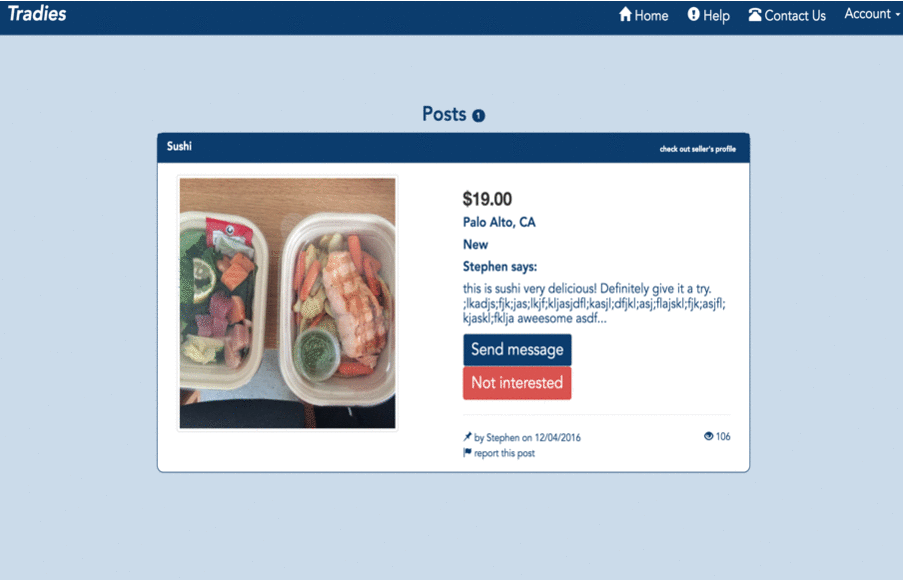 Tradies
Home Help Contact Us Account
Posts 1
Sushi check out seller's profile
$19.00
Palo Alto, CA
New
Stephen says:
this is sushi very delicious! Definitely give it a try.
;lkadjs;fjk;jas;lkjf;kljasjdfl;kasjl;dfjkl;asj;flajskl;fjk;asjfl;
kjaskl;fklja aweesome asdf...
Send message
Not interested
by Stephen on 12/04/2016 106
report this post